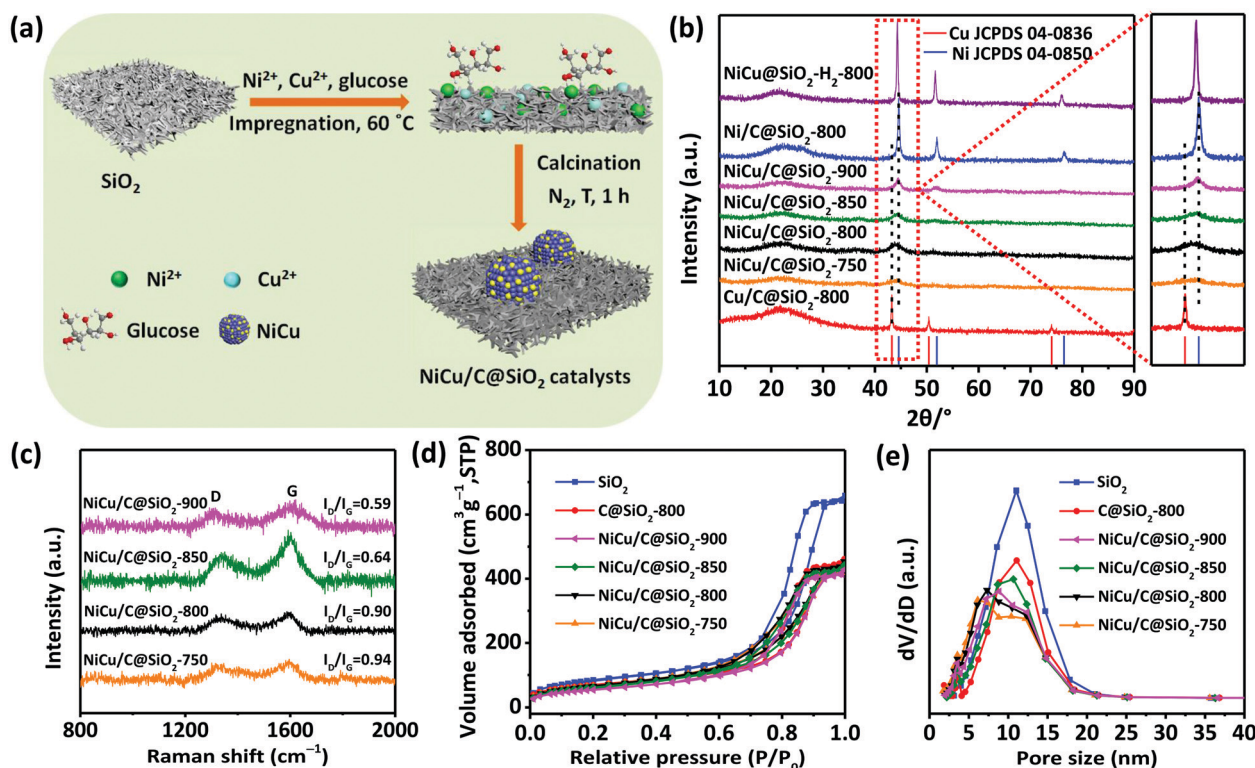 (a)
Ni²⁺, Cu²⁺, glucose
Impregnation, 60 °C
SiO₂
Calcination
N₂, T, 1 h
Ni²⁺
Cu²⁺
Glucose
NiCu
NiCu/C@SiO₂ catalysts
(b)
Cu JCPDS 04-0836
Ni JCPDS 04-0850
NiCu@SiO₂-H₂-800
Ni/C@SiO₂-800
NiCu/C@SiO₂-900
NiCu/C@SiO₂-850
NiCu/C@SiO₂-800
NiCu/C@SiO₂-750
Cu/C@SiO₂-800
Intensity (a.u.)
10 20 30 40 50 60 70 80 90
2θ/°
(c)
D G
NiCu/C@SiO₂-900 I_D/I_G=0.59
NiCu/C@SiO₂-850 I_D/I_G=0.64
NiCu/C@SiO₂-800 I_D/I_G=0.90
NiCu/C@SiO₂-750 I_D/I_G=0.94
Intensity (a.u.)
800 1200 1600 2000
Raman shift (cm⁻¹)
(d)
Volume adsorbed (cm³ g⁻¹,STP)
800
600
400
200
0
SiO₂
C@SiO₂-800
NiCu/C@SiO₂-900
NiCu/C@SiO₂-850
NiCu/C@SiO₂-800
NiCu/C@SiO₂-750
0.0 0.2 0.4 0.6 0.8 1.0
Relative pressure (P/P₀)
(e)
dV/dD (a.u.)
SiO₂
C@SiO₂-800
NiCu/C@SiO₂-900
NiCu/C@SiO₂-850
NiCu/C@SiO₂-800
NiCu/C@SiO₂-750
0 5 10 15 20 25 30 35 40
Pore size (nm)